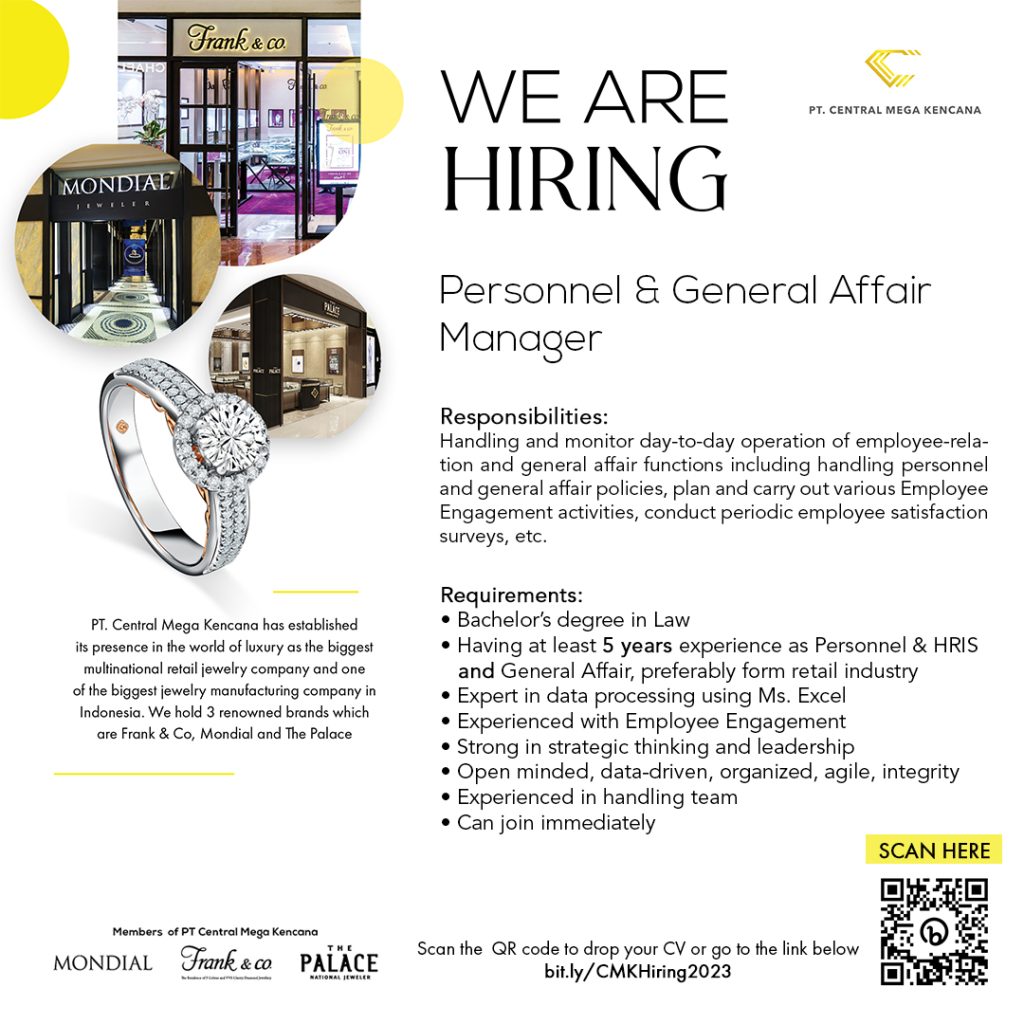 Frank & co.
MONDIAL
JEWELER
PALACE
WE ARE
HIRING
PT. CENTRAL MEGA KENCANA
Personnel & General Affair
Manager
Responsibilities:
Handling and monitor day-to-day operation of employee-rela-
tion and general affair functions including handling personnel
and general affair policies, plan and carry out various Employee
Engagement activities, conduct periodic employee satisfaction
surveys, etc.
Requirements:
• Bachelor's degree in Law
• Having at least 5 years experience as Personnel & HRIS
and General Affair, preferably form retail industry
• Expert in data processing using Ms. Excel
• Experienced with Employee Engagement
• Strong in strategic thinking and leadership
• Open minded, data-driven, organized, agile, integrity
• Experienced in handling team
• Can join immediately
PT. Central Mega Kencana has established
its presence in the world of luxury as the biggest
multinational retail jewelry company and one
of the biggest jewelry manufacturing company in
Indonesia. We hold 3 renowned brands which
are Frank & Co, Mondial and The Palace
SCAN HERE
Members of PT Central Mega Kencana
MONDIAL
Frank & co.
THE
PALACE
NATIONAL JEWELER
Scan the QR code to drop your CV or go to the link below
bit.ly/CMKHiring2023